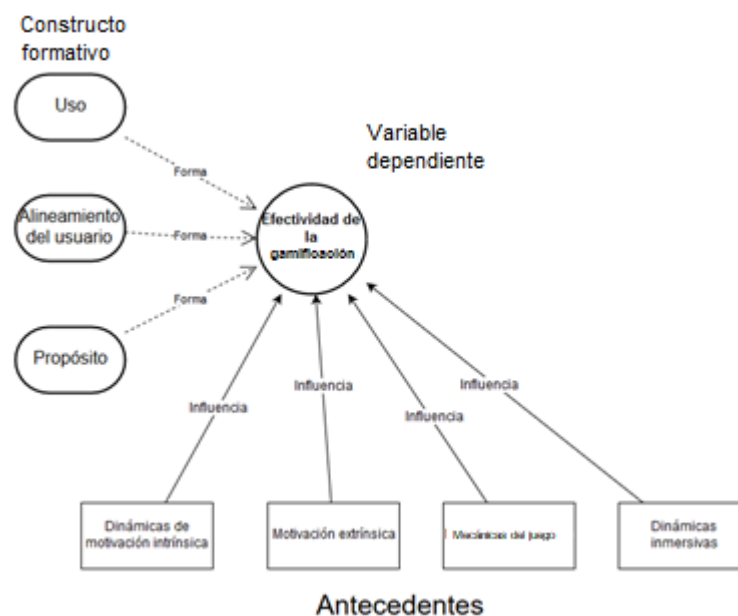 Constructo
formativo
Uso
Variable
dependiente
Forma
Alineamiento
del usuario
Forma
Efectividad de
la
gamificación
Forma
Propósito
Influencia
Influencia
Influencia
Influencia
Dinámicas de
motivación intrínsica
Motivación extrínsica
Mecánicas del juego
Dinámicas
inmersivas
Antecedentes